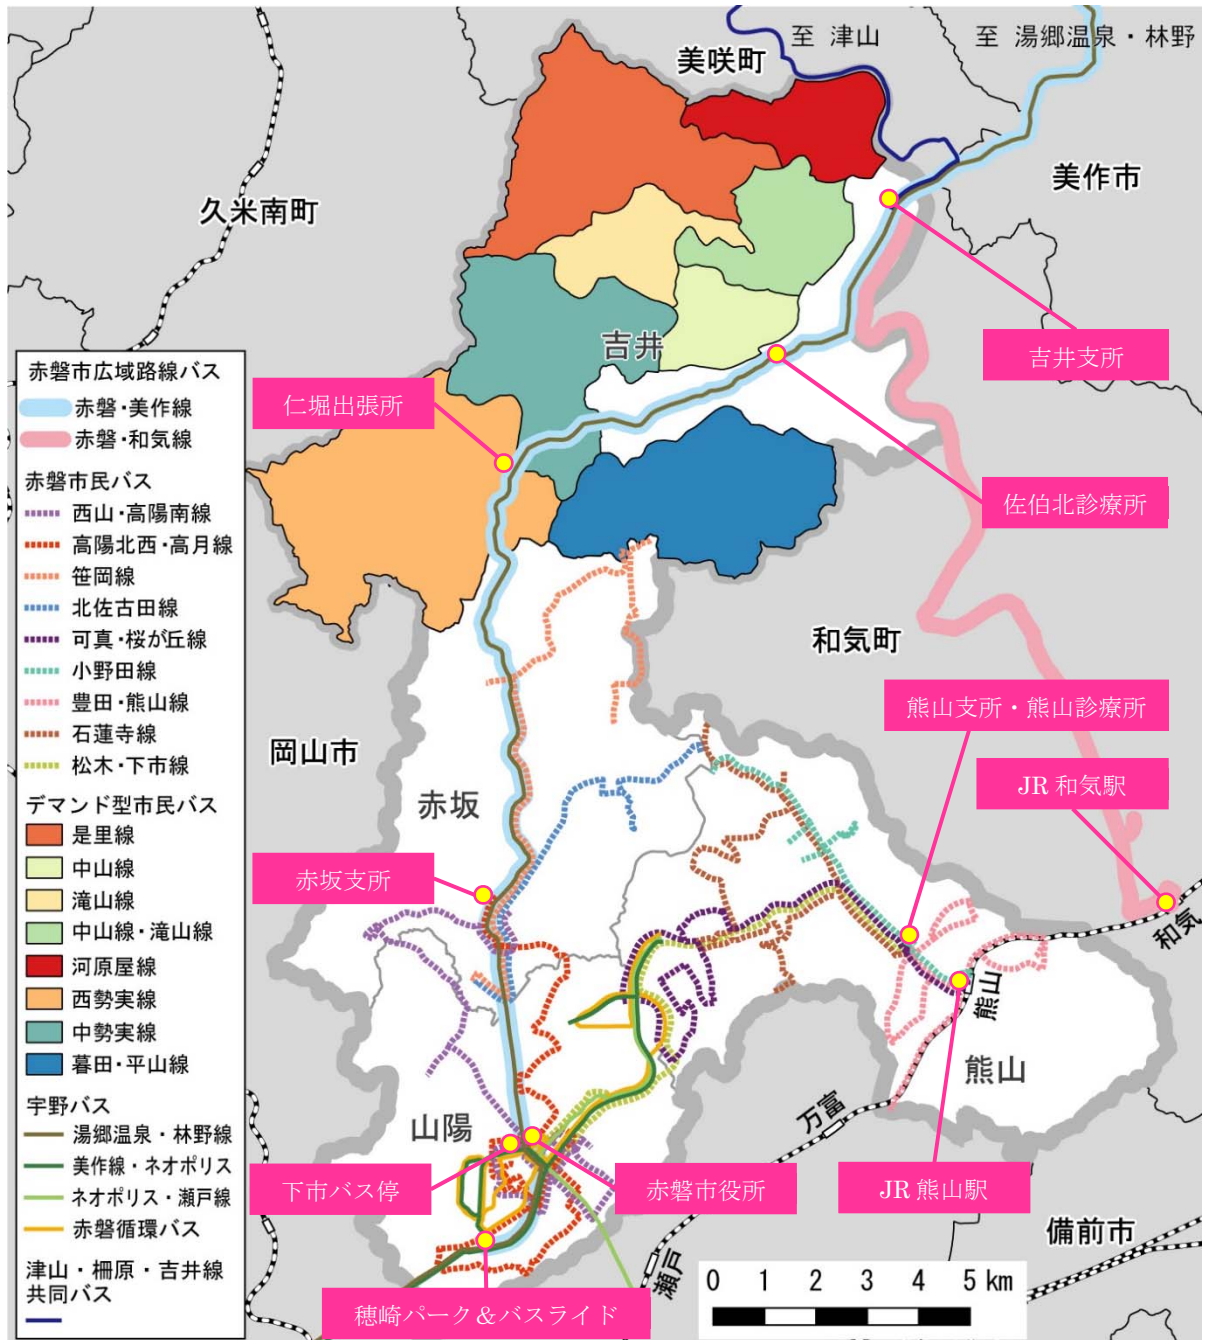 至 津山
至 湯郷温泉・林野
美咲町
美作市
久米南町
吉井
吉井支所
赤磐市広域路線バス
赤磐・美作線
赤磐・和気線
仁堀出張所
佐伯北診療所
赤磐市民バス
西山・高陽南線
高陽北西・高月線
笹岡線
北佐古田線
可真・桜が丘線
小野田線
豊田・熊山線
石蓮寺線
松木・下市線
和気町
熊山支所・熊山診療所
岡山市
JR 和気駅
赤坂
デマンド型市民バス
是里線
中山線
滝山線
中山線・滝山線
河原屋線
西勢実線
中勢実線
暮田・平山線
赤坂支所
和気
熊山
熊山
万富
宇野バス
湯郷温泉・林野線
美作線・ネオポリス
ネオポリス・瀬戸線
赤磐循環バス
山陽
下市バス停
赤磐市役所
JR 熊山駅
備前市
瀬戸
津山・柵原・吉井線
共同バス
穂崎パーク＆バスライド
0 1 2 3 4 5 km